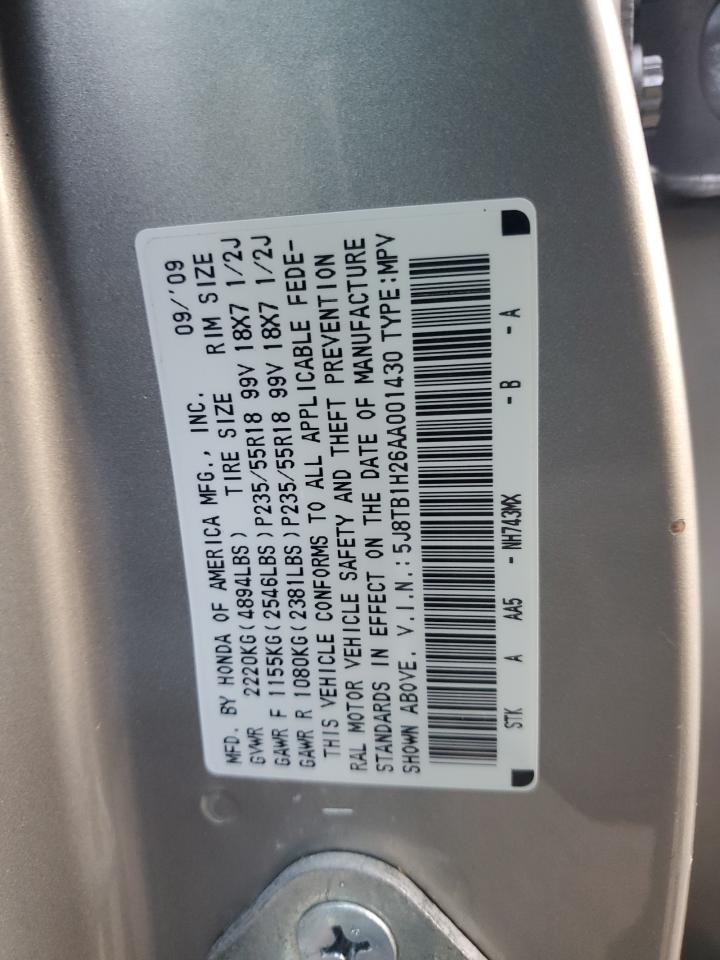 MFD. BY HONDA OF AMERICA MFG., INC. 09/'09
GVWR 2220KG(4894LBS) TIRE SIZE RIM SIZE
GAWR F 1155KG(2546LBS)P235/55R18 99V 18X7 1/2J
GAWR R 1080KG(2381LBS)P235/55R18 99V 18X7 1/2J
THIS VEHICLE CONFORMS TO ALL APPLICABLE FEDE-
RAL MOTOR VEHICLE SAFETY AND THEFT PREVENTION
STANDARDS IN EFFECT ON THE DATE OF MANUFACTURE
SHOWN ABOVE. V.I.N.:5J8TB1H26AA001430 TYPE:MPV
STK A AA5 - NH743MX - B - A